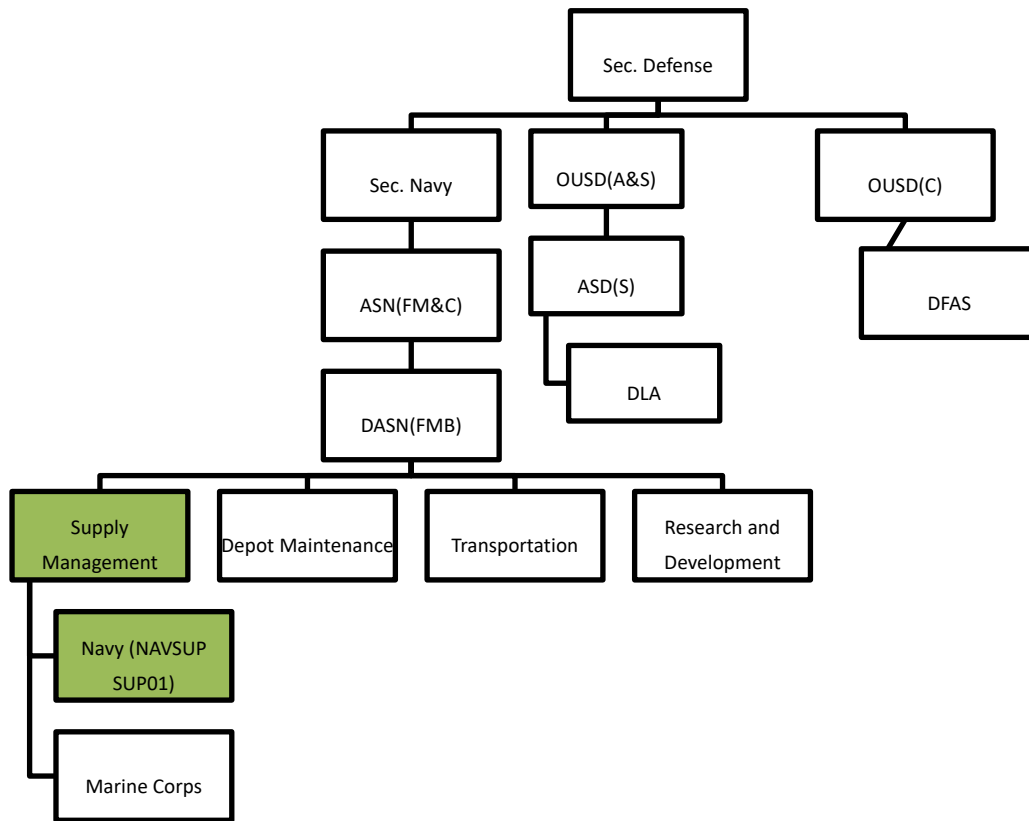 Sec. Defense
Sec. Navy
OUSD(A&S)
OUSD(C)
ASN(FM&C)
ASD(S)
DFAS
DASN(FMB)
DLA
Supply
Management
Depot Maintenance
Transportation
Research and
Development
Navy (NAVSUP
SUP01)
Marine Corps